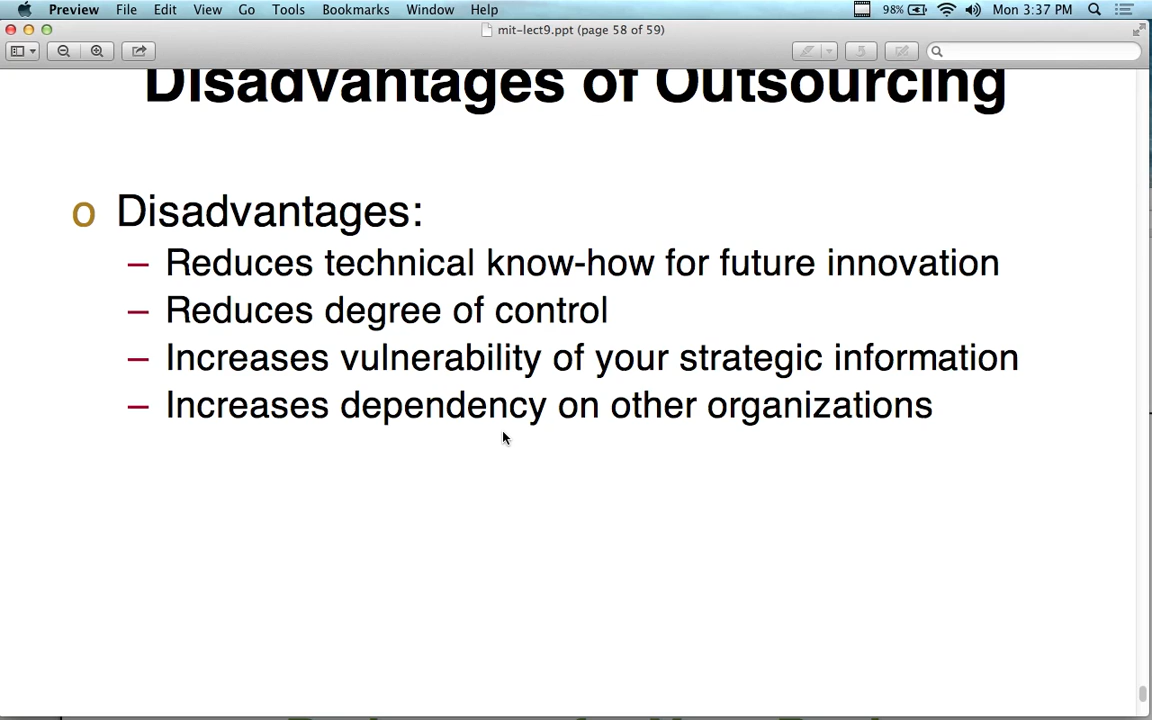 Preview File Edit View Go Tools Bookmarks Window Help 98% Mon 3:37 PM
mit-lect9.ppt (page 58 of 59)
5
Disadvantages of Outsourcing
o Disadvantages:
– Reduces technical know-how for future innovation
– Reduces degree of control
– Increases vulnerability of your strategic information
– Increases dependency on other organizations